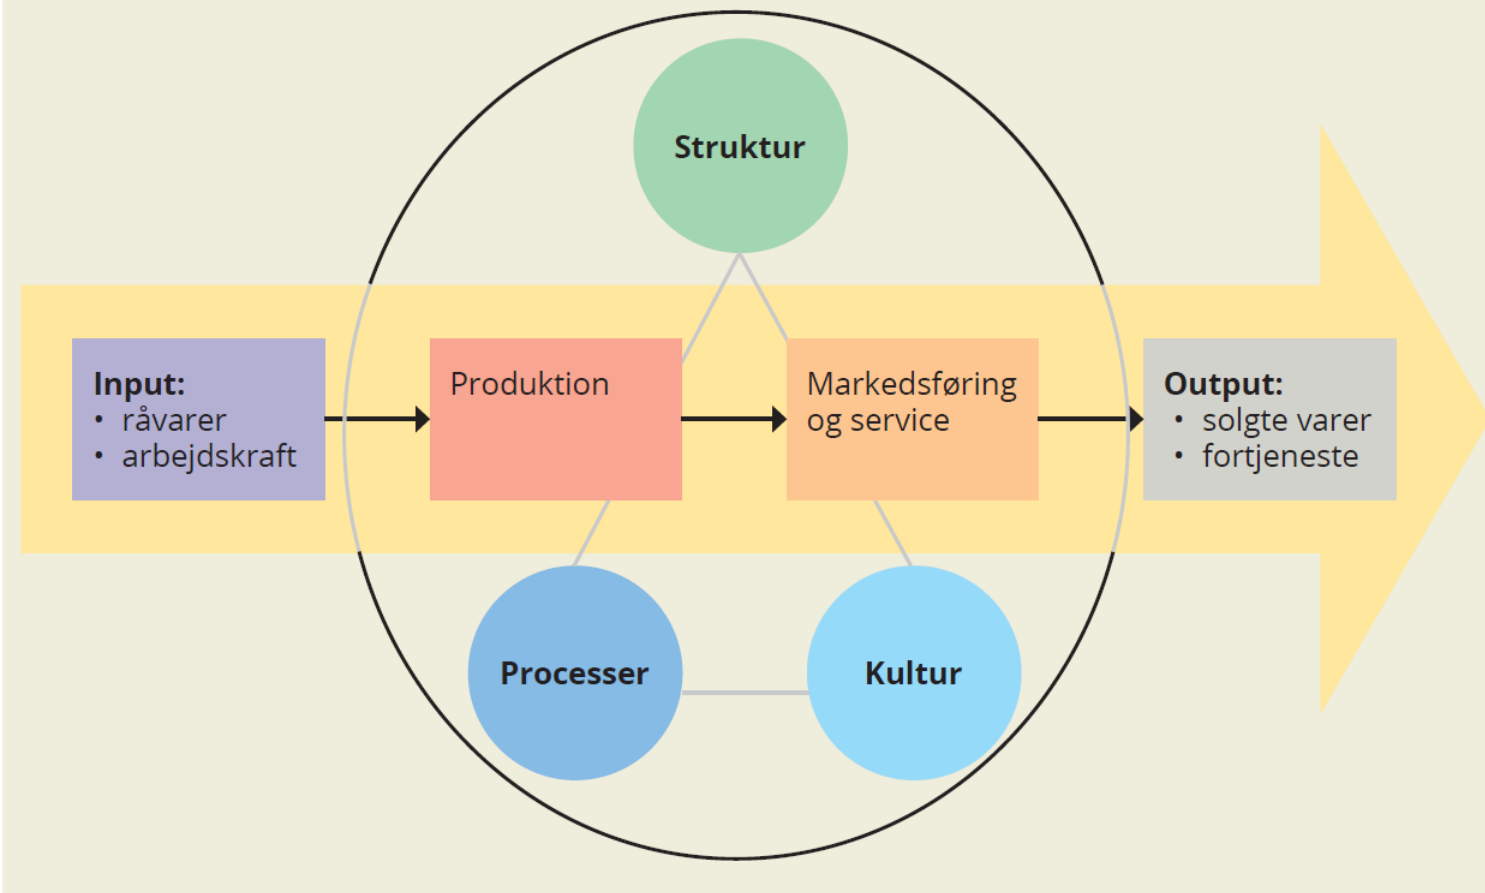 Struktur
Input:
• råvarer
• arbejdskraft
Produktion
Markedsføring
og service
Output:
• solgte varer
• fortjeneste
Processer
Kultur